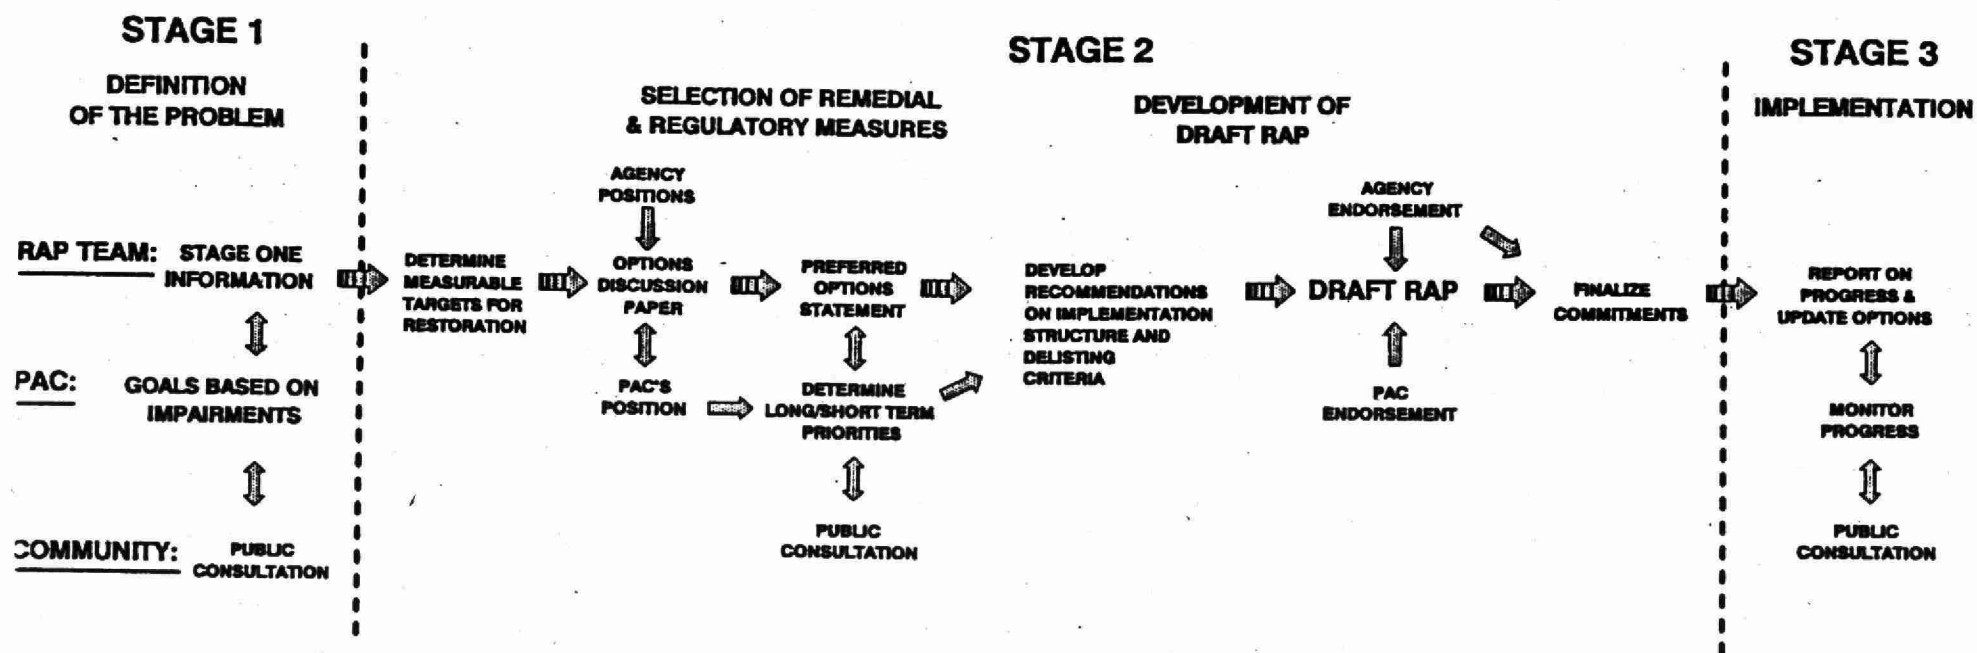 STAGE 1
DEFINITION
OF THE PROBLEM
STAGE 2
SELECTION OF REMEDIAL
& REGULATORY MEASURES
DEVELOPMENT OF
DRAFT RAP
STAGE 3
IMPLEMENTATION
RAP TEAM:
STAGE ONE
INFORMATION
DETERMINE
MEASURABLE
TARGETS FOR
RESTORATION
AGENCY
POSITIONS
OPTIONS
DISCUSSION
PAPER
PREFERRED
OPTIONS
STATEMENT
DEVELOP
RECOMMENDATIONS
ON IMPLEMENTATION
STRUCTURE AND
DELISTING
CRITERIA
AGENCY
ENDORSEMENT
DRAFT RAP
FINALIZE
COMMITMENTS
REPORT ON
PROGRESS &
UPDATE OPTIONS
PAC:
GOALS BASED ON
IMPAIRMENTS
PAC'S
POSITION
DETERMINE
LONG/SHORT TERM
PRIORITIES
PAC
ENDORSEMENT
MONITOR
PROGRESS
COMMUNITY:
PUBLIC
CONSULTATION
PUBLIC
CONSULTATION
PUBLIC
CONSULTATION